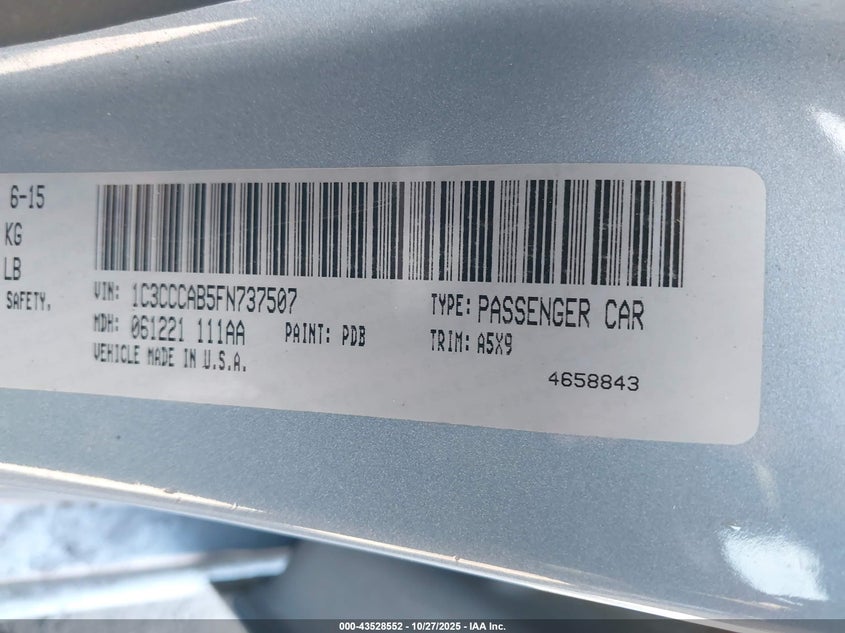 6-15
KG
LB
SAFETY,
VIN: 1C3CCCAB5FN737507
TYPE: PASSENGER CAR
MDH: 061221 111AA
PAINT: PDB
TRIM: A5X9
VEHICLE MADE IN U.S.A.
4658843
000-43528552 - 10/27/2025 - IAA Inc.